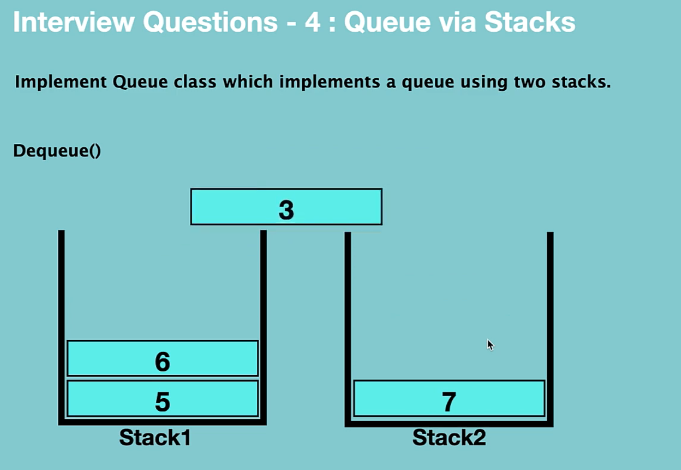 Interview Questions - 4 : Queue via Stacks
Implement Queue class which implements a queue using two stacks.
Dequeue()
3
6
5
7
Stack1
Stack2